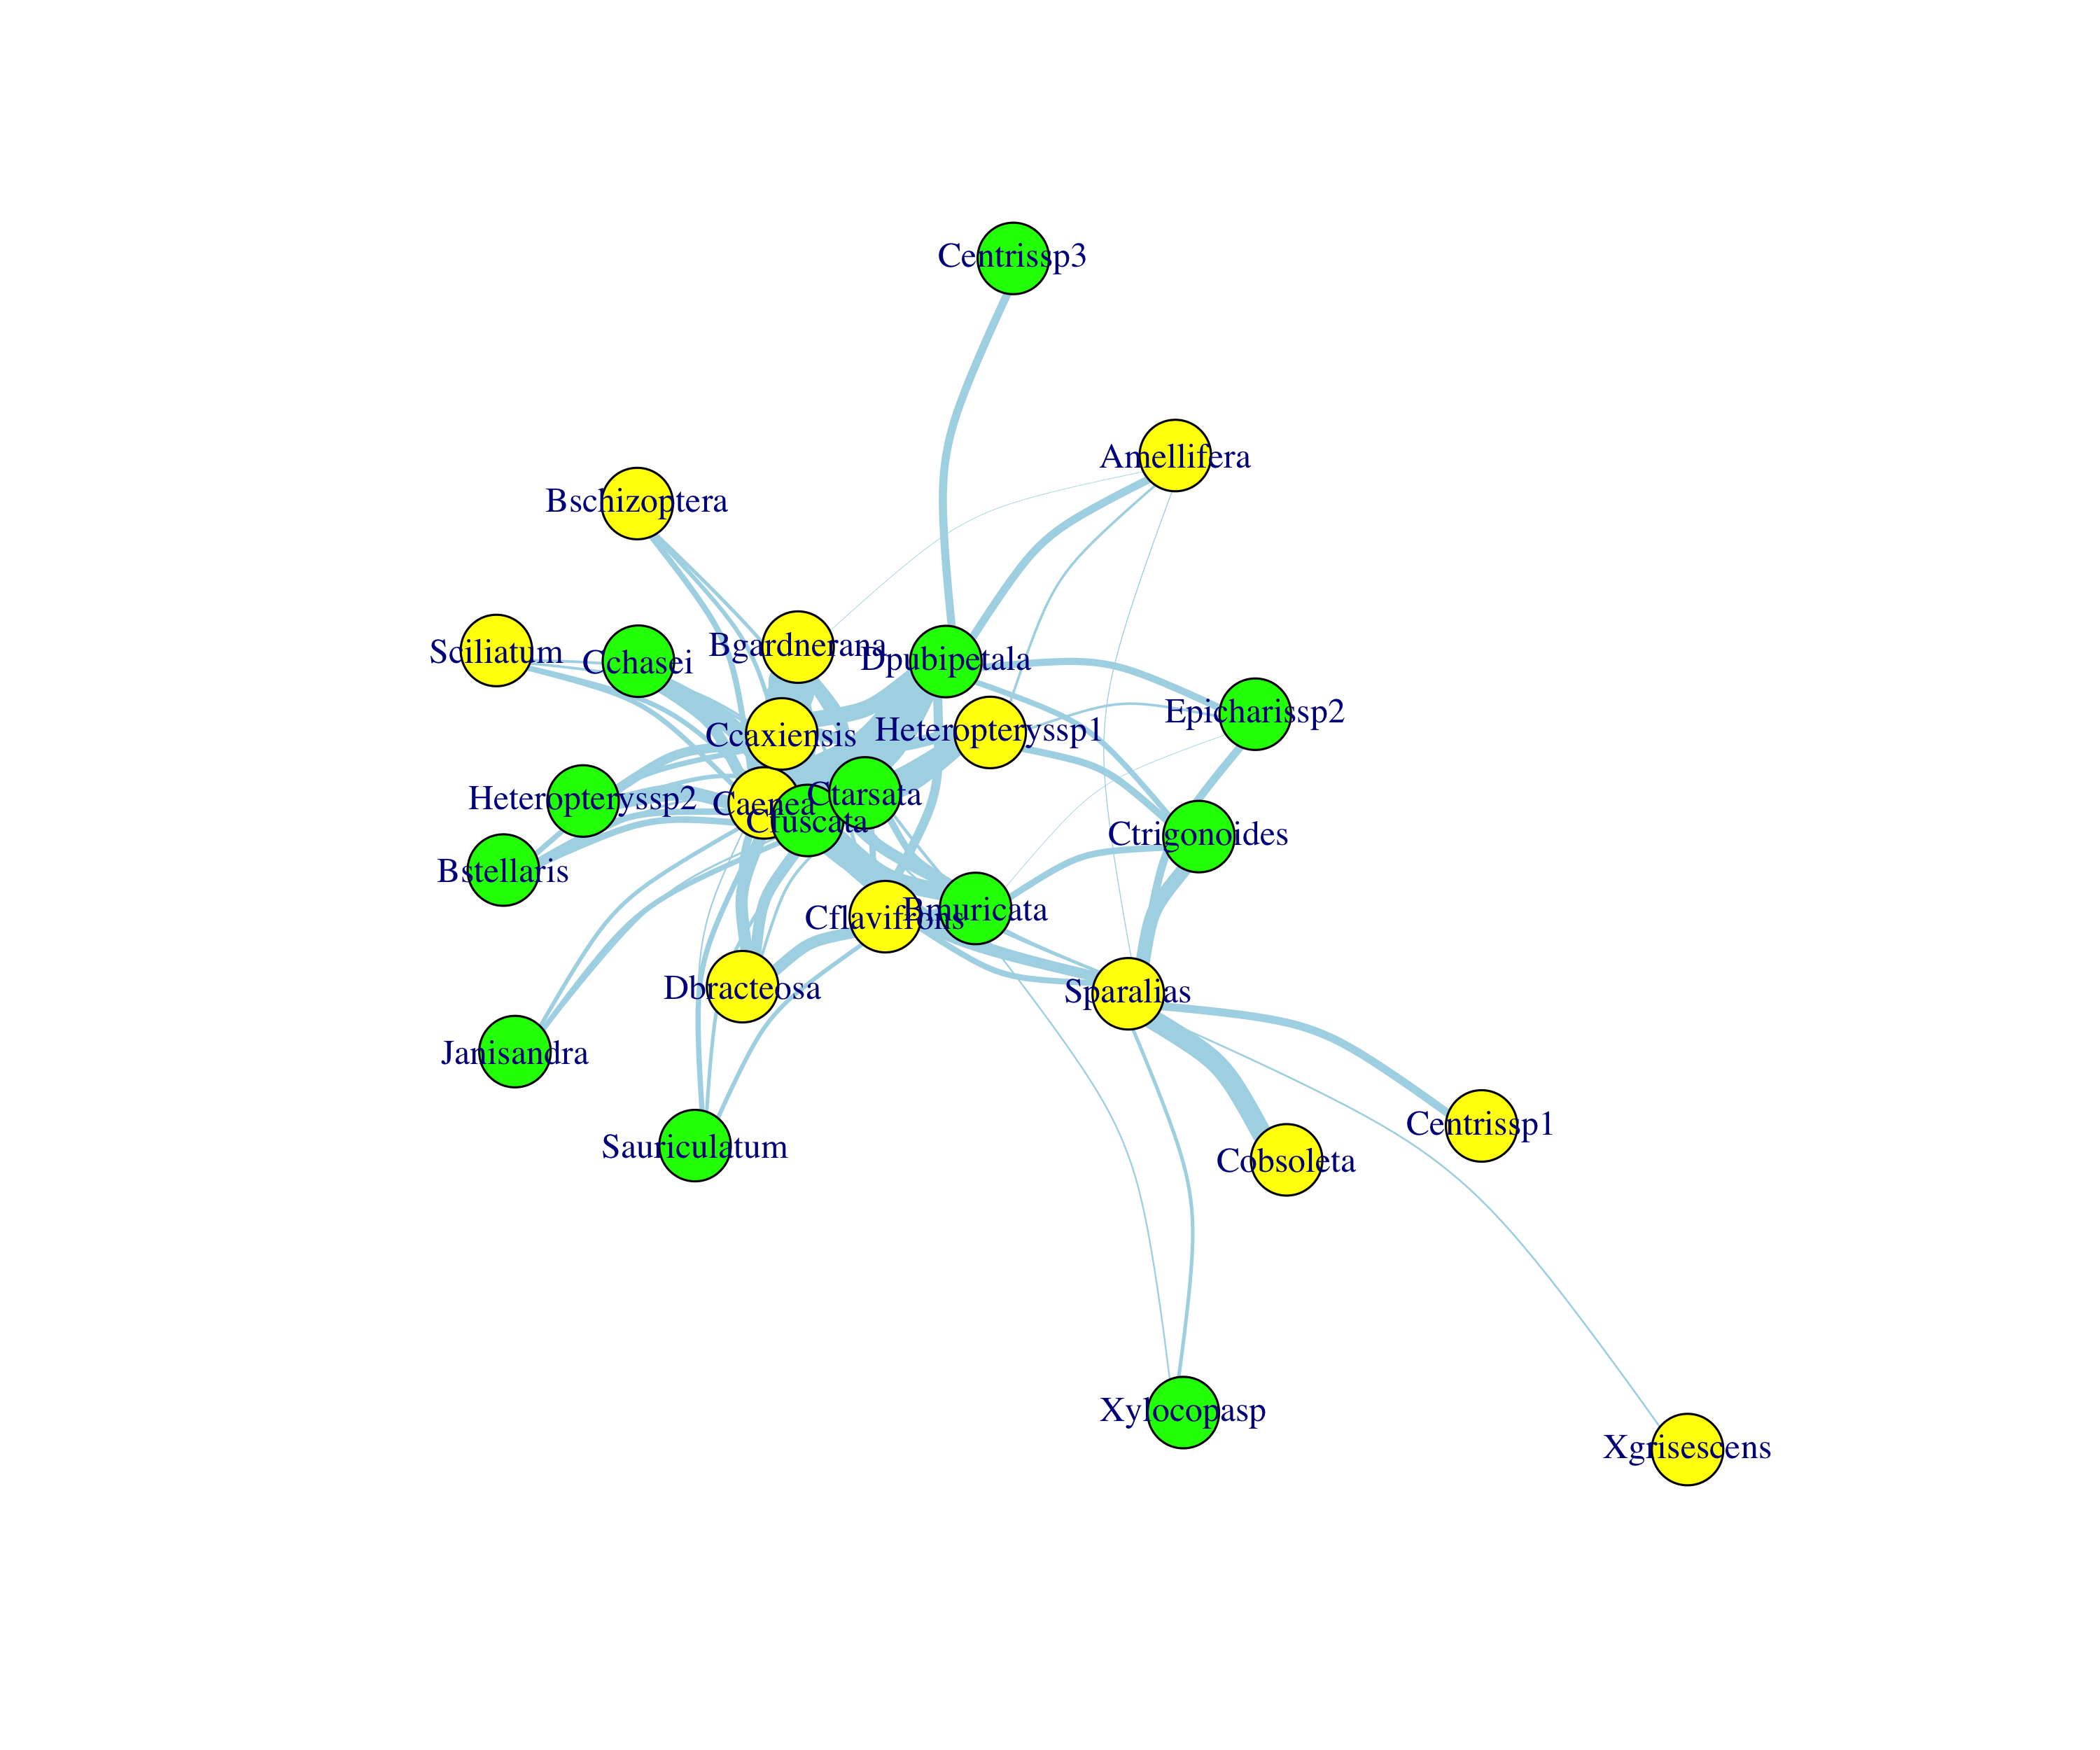 Centrissp3
Amellifera
Bschizoptera
Sciliatum
Cchasei
Bgardnerana
Dpubipetala
Epicharissp2
Ccaxiensis
Heteropteryssp1
Heteropteryssp2
Caenea
Ctarsata
Cfuscata
Ctrigonoides
Bstellaris
Cflavifrons
Bmuricata
Dbracteosa
Sparalias
Janisandra
Sauriculatum
Centrissp1
Cobsoleta
Xylocopasp
Xgrisescens